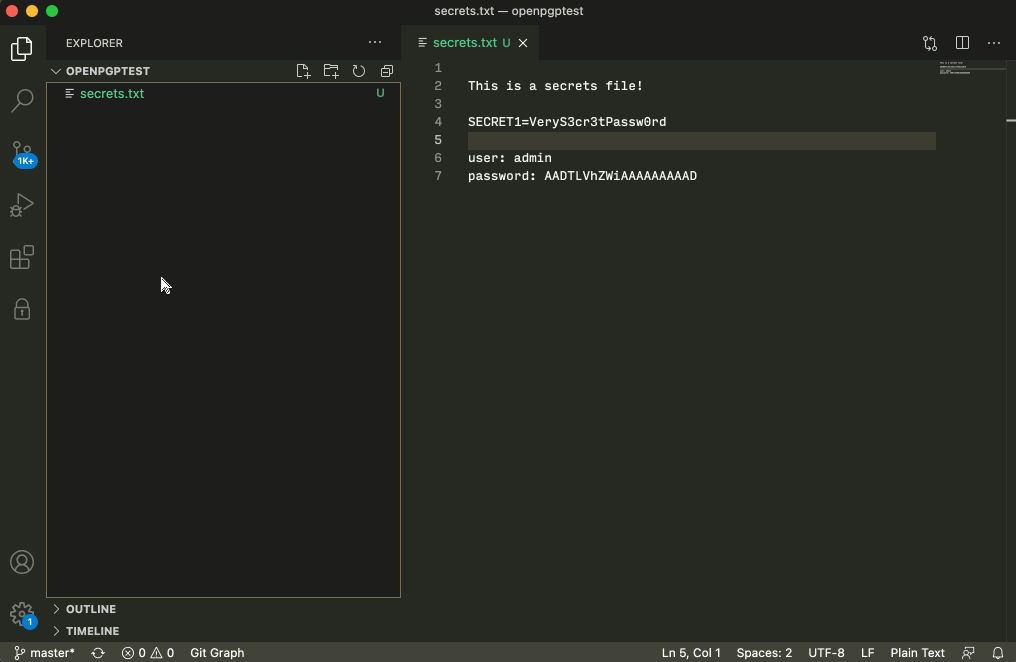 secrets.txt — openpgptest
EXPLORER
OPENPGPTEST
secrets.txt U
1K+
OUTLINE
TIMELINE
1
secrets.txt U
1
2 This is a secrets file!
3
4 SECRET1=VeryS3cr3tPassw0rd
5
6 user: admin
7 password: AADTLVhZWiAAAAAAAAAD
master* 0 0 Git Graph Ln 5, Col 1 Spaces: 2 UTF-8 LF Plain Text